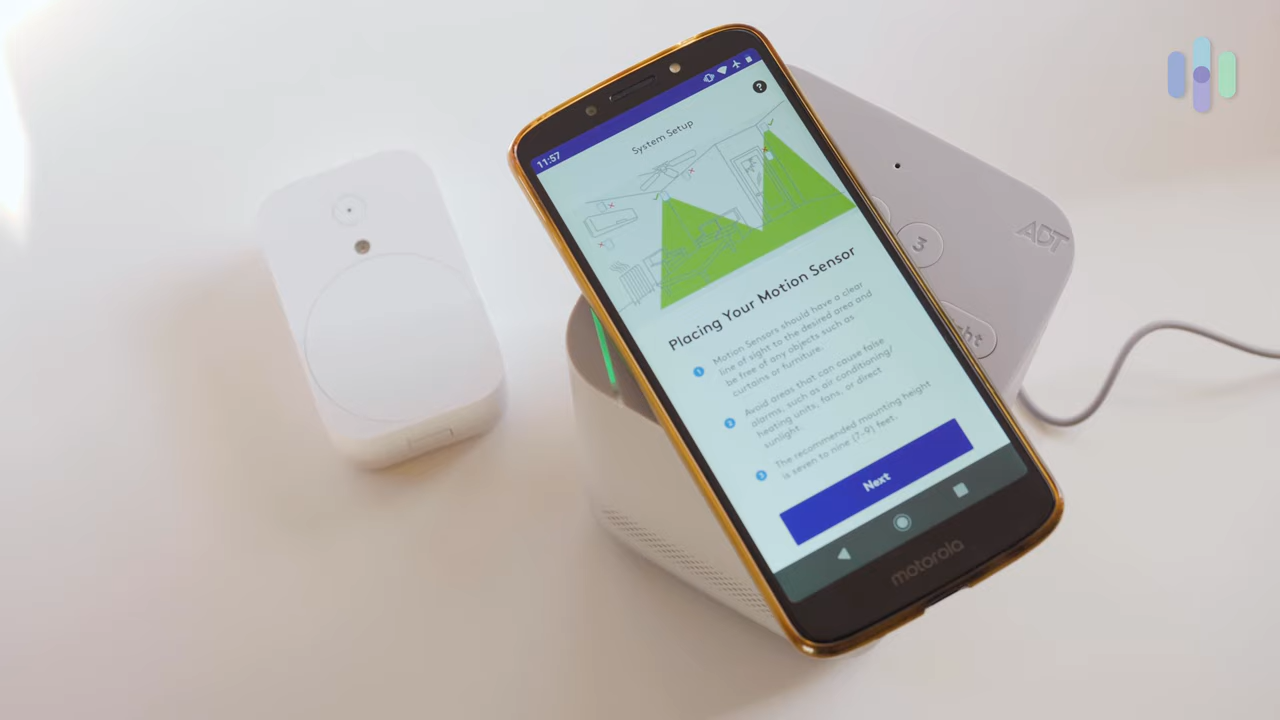 11:57
?
System Setup
Placing Your Motion Sensor
1 Motion Sensors should have a clear
line of sight to the desired area and
be free of any objects such as
curtains or furniture.
2 Avoid areas that can cause false
alarms, such as air conditioning/
heating units, fans, or direct
sunlight.
3 The recommended mounting height
is seven to nine (7-9) feet.
Next
motorola
ADT
3